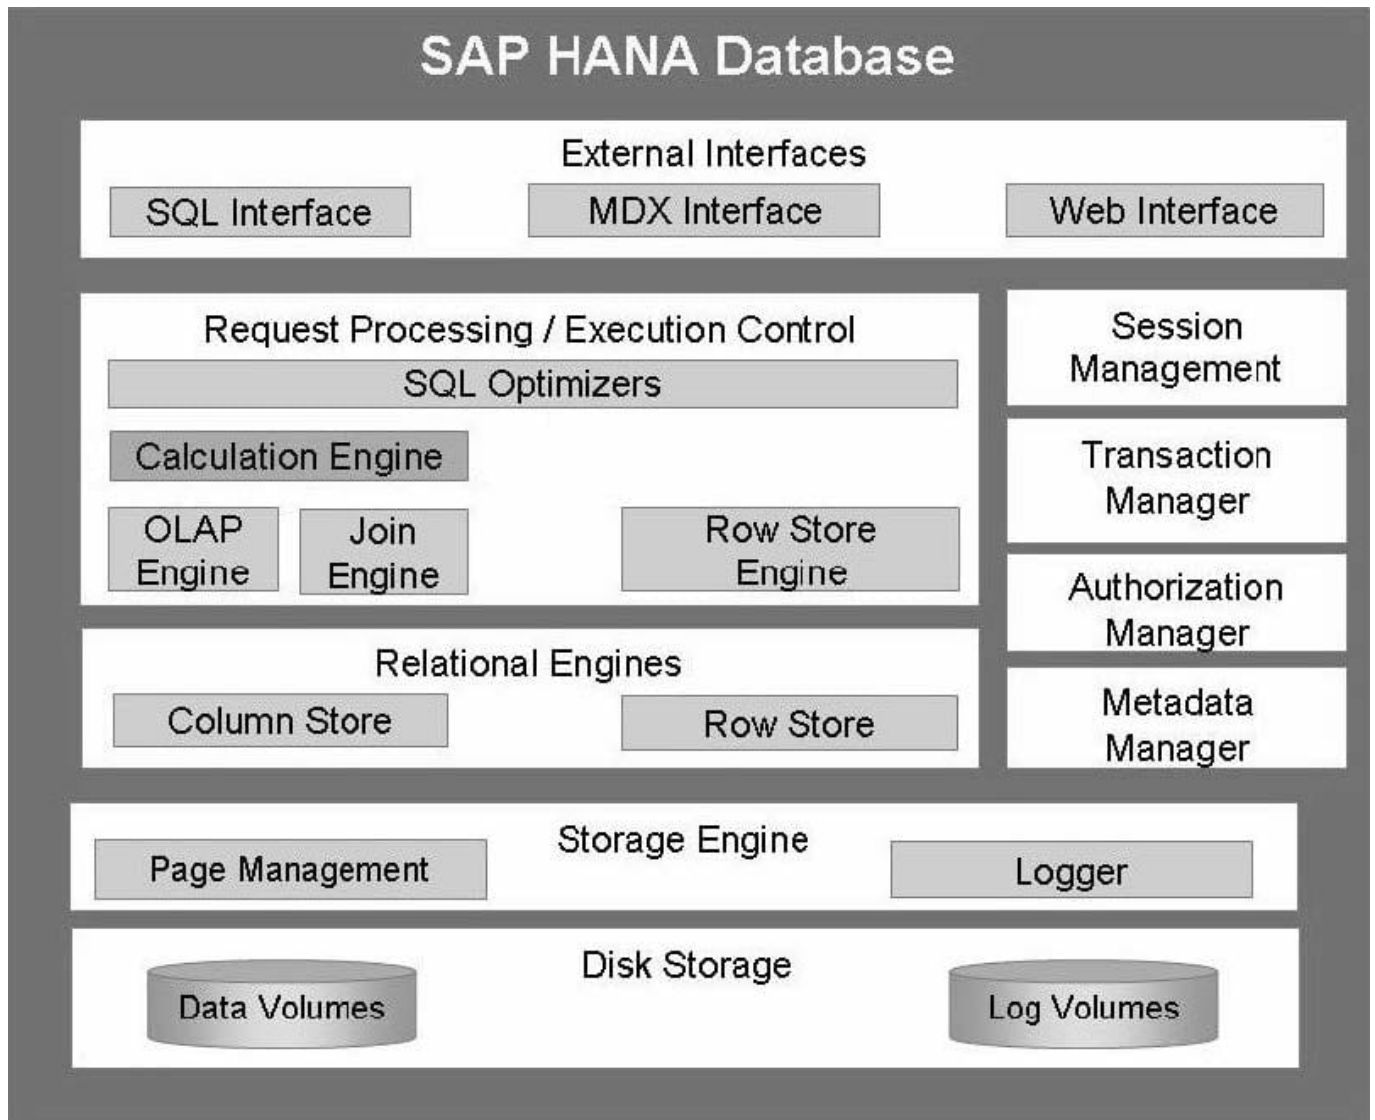 SAP HANA Database
External Interfaces
SQL Interface
MDX Interface
Web Interface
Request Processing / Execution Control
SQL Optimizers
Calculation Engine
OLAP
Engine
Join
Engine
Row Store
Engine
Session
Management
Transaction
Manager
Authorization
Manager
Metadata
Manager
Relational Engines
Column Store
Row Store
Storage Engine
Page Management
Logger
Disk Storage
Data Volumes
Log Volumes